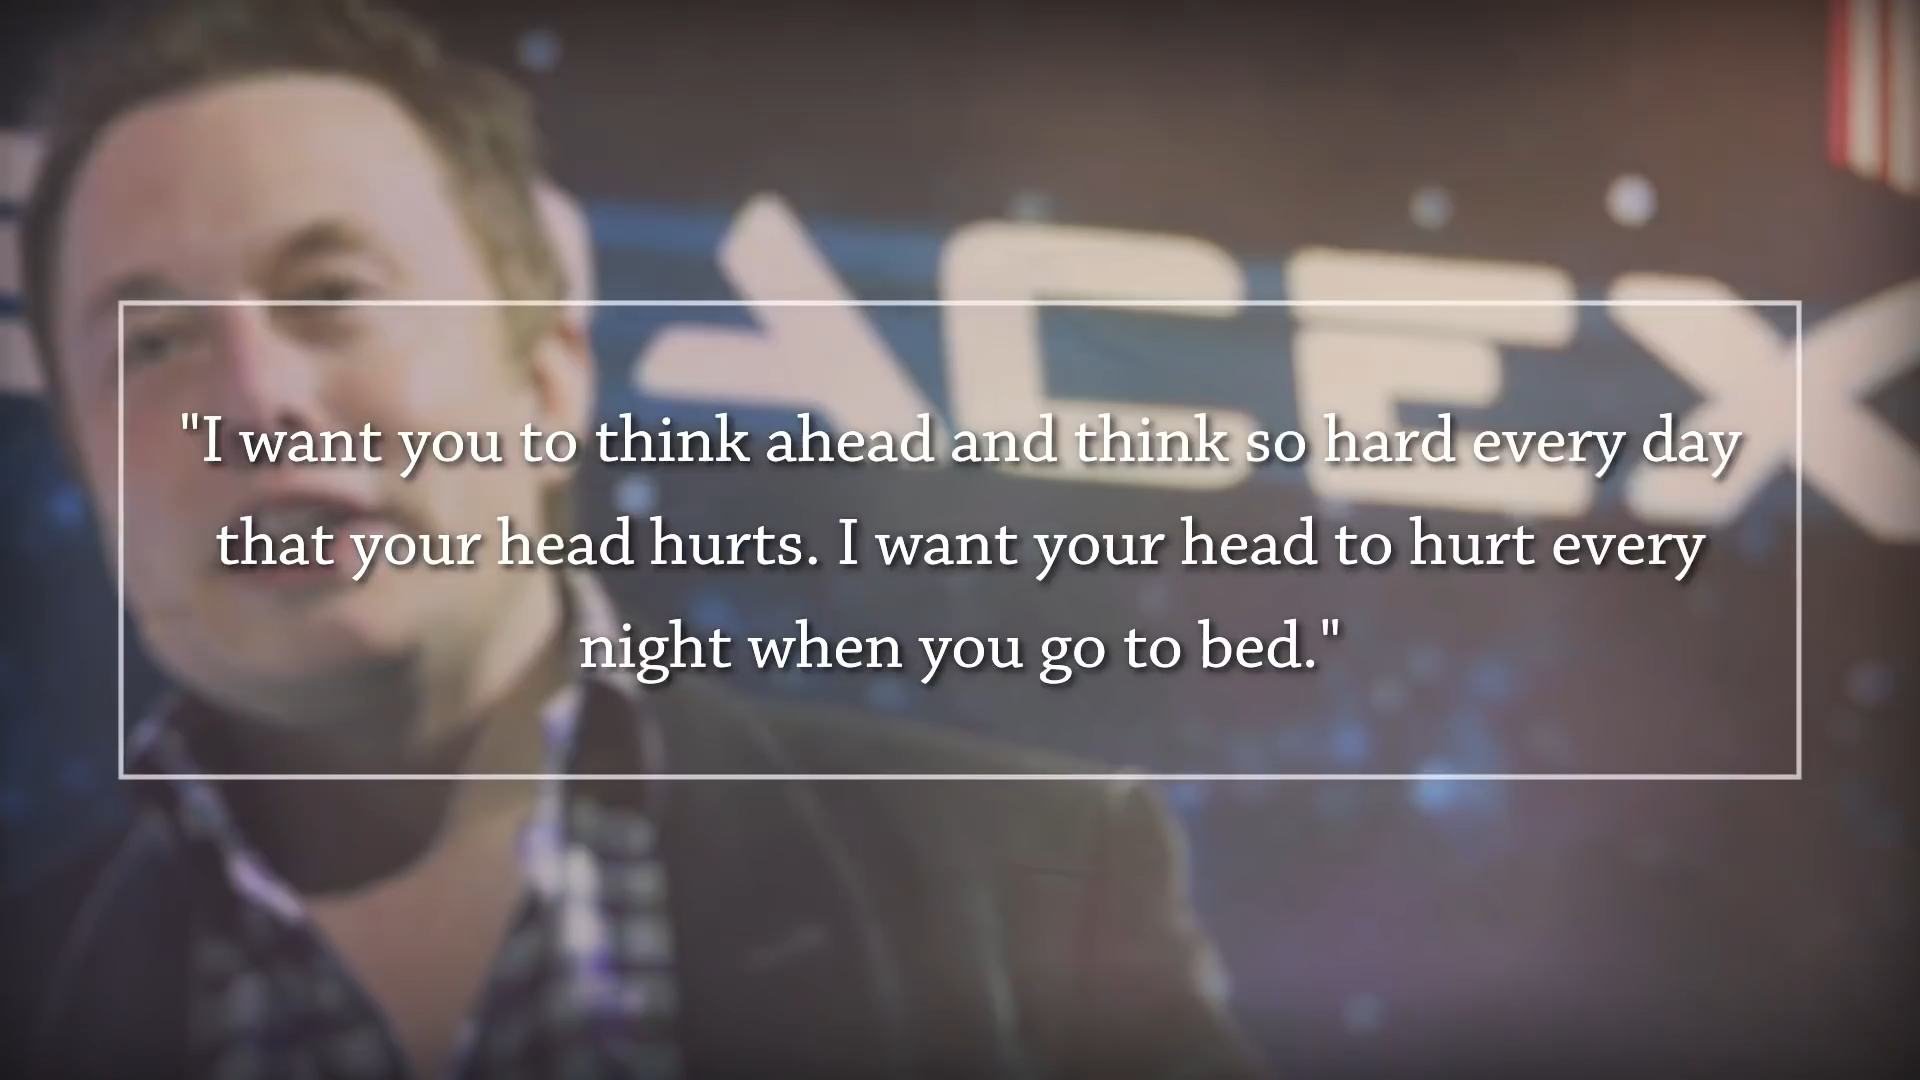 SPACEX
"I want you to think ahead and think so hard every day
that your head hurts. I want your head to hurt every
night when you go to bed."